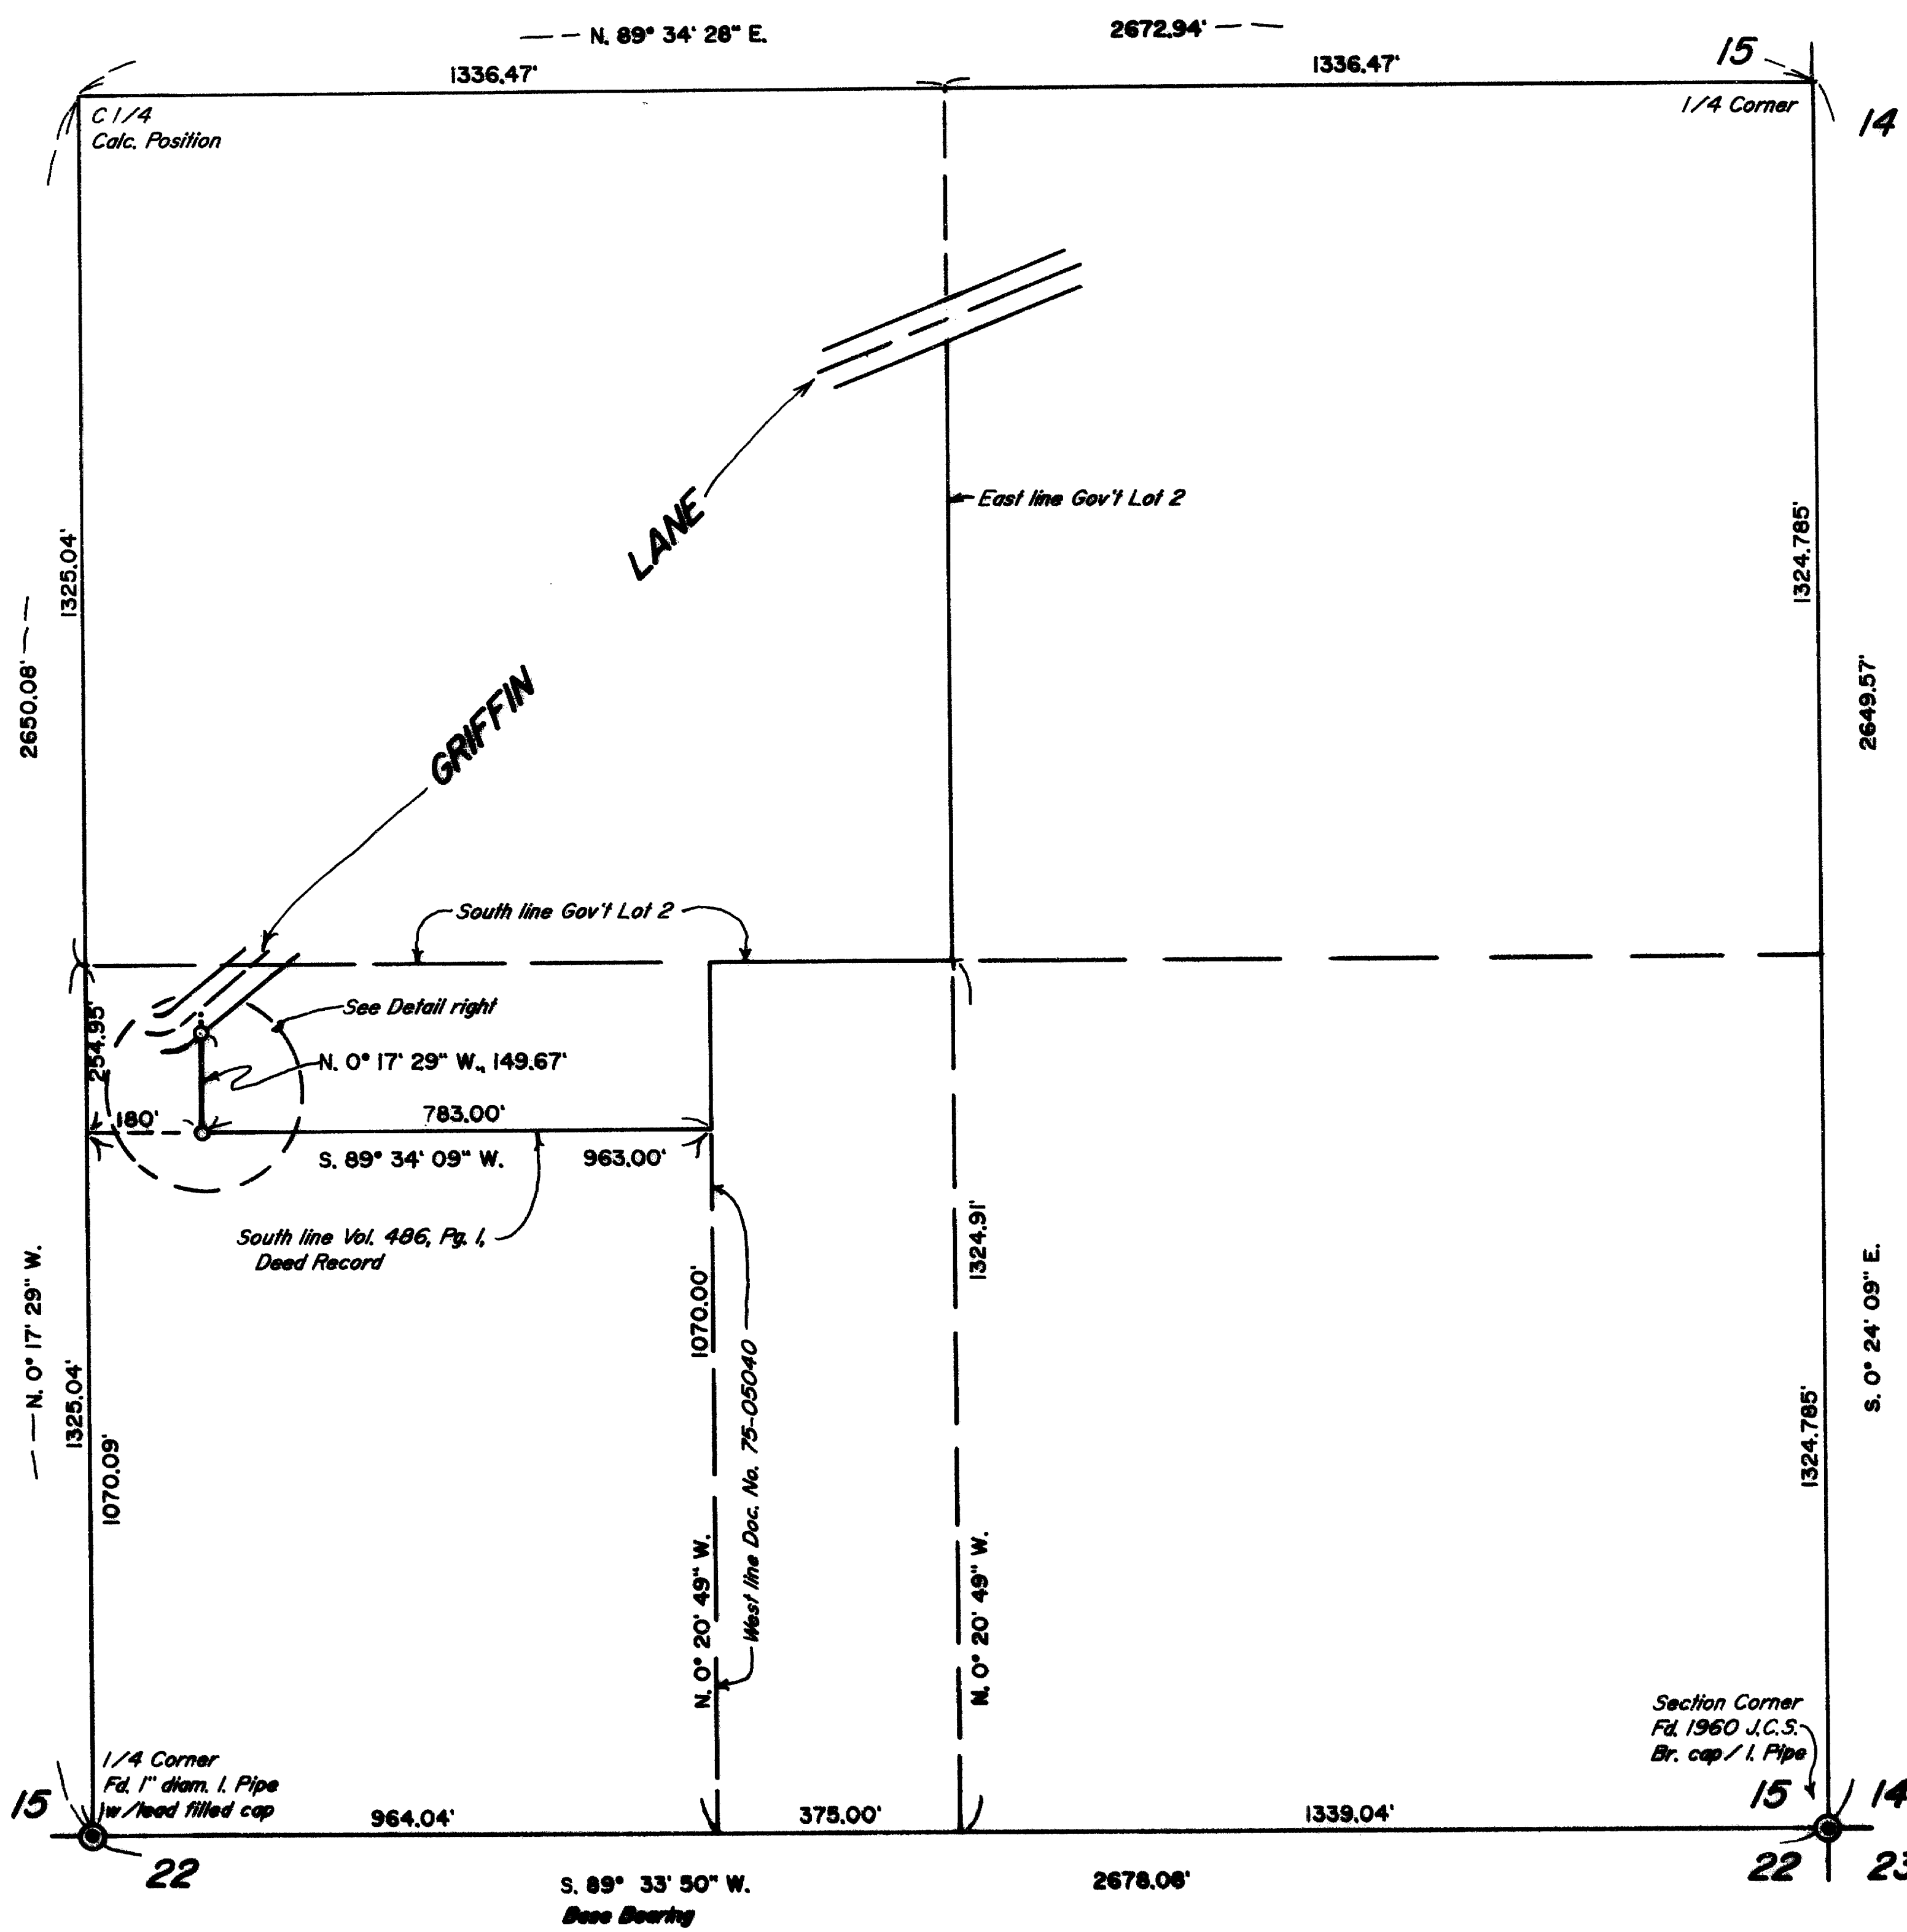 N. 89° 34' 28" E.
2672.94'
1336.47'
1336.47'
15
14
C 1/4
Calc. Position
1/4 Corner
LANE
GRIFFIN
East line Gov't Lot 2
1325.04'
2650.08'
1324.785'
2649.57'
South line Gov't Lot 2
See Detail right
254.95'
N. 0° 17' 29" W., 149.67'
180'
783.00'
S. 89° 34' 09" W.
963.00'
South line Vol. 486, Pg. 1,
Deed Record
1324.91'
1070.00'
West line Doc. No. 75-05040
N. 0° 20' 49" W.
N. 0° 20' 49" W.
N. 0° 17' 29" W.
1325.04'
1070.09'
S. 0° 24' 09" E.
1324.785'
1/4 Corner
Fd. 1" diam. I. Pipe
w/lead filled cap
15
22
964.04'
375.00'
1339.04'
Section Corner
Fd. 1960 J.C.S.
Br. cap / I. Pipe
15
14
22
23
S. 89° 33' 50" W.
2678.08'
Base Bearing